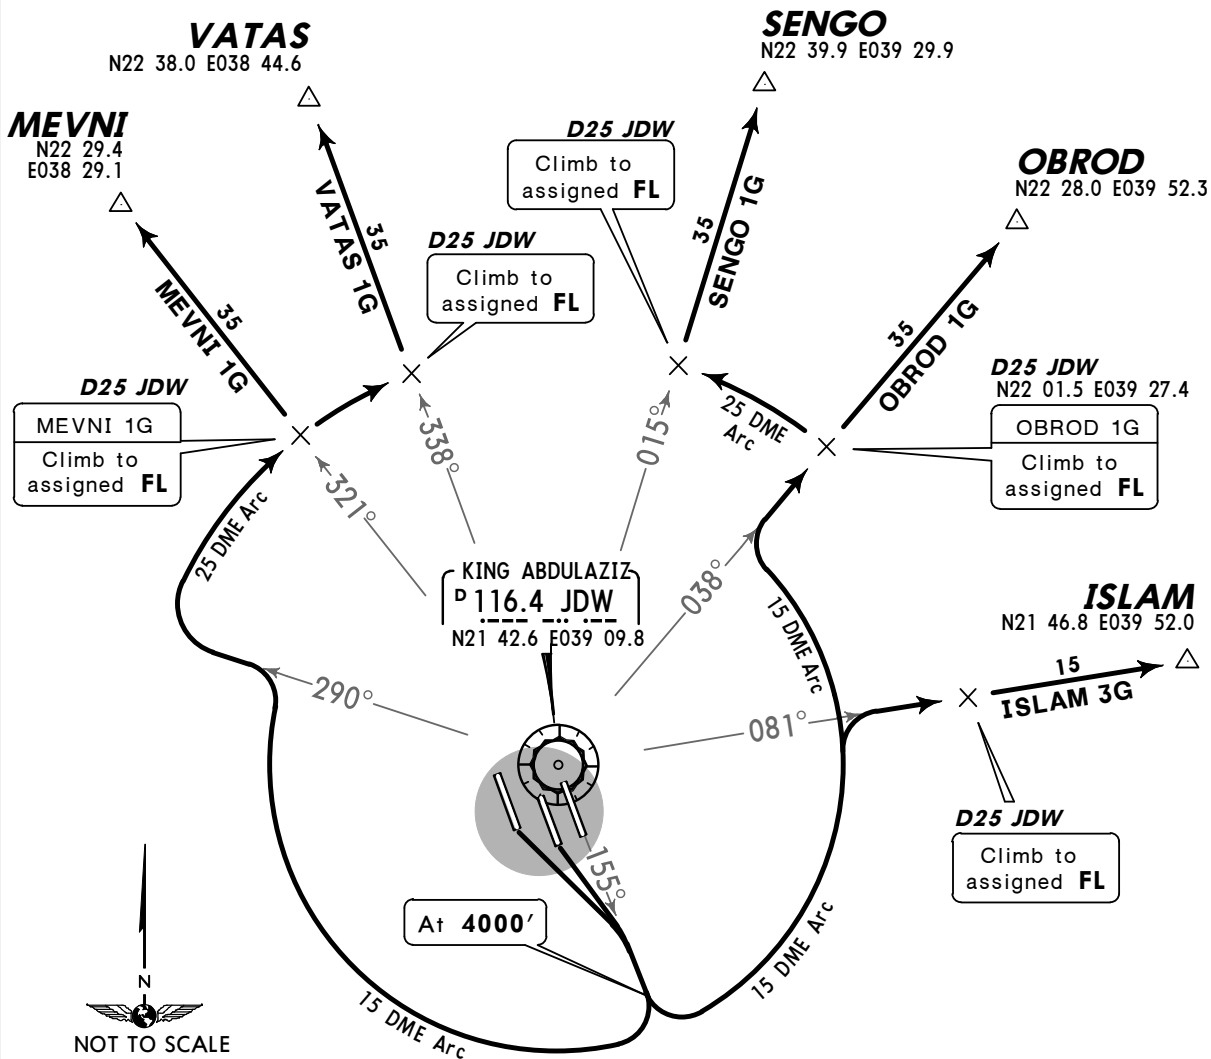 VATAS
N22 38.0 E038 44.6
SENGO
N22 39.9 E039 29.9
MEVNI
N22 29.4
E038 29.1
D25 JDW
Climb to
assigned FL
OBROD
N22 28.0 E039 52.3
35
VATAS 1G
35
SENGO 1G
D25 JDW
Climb to
assigned FL
35
MEVNI 1G
35
OBROD 1G
D25 JDW
MEVNI 1G
Climb to
assigned FL
D25 JDW
N22 01.5 E039 27.4
OBROD 1G
Climb to
assigned FL
25 DME
Arc
338°
015°
321°
25 DME Arc
KING ABDULAZIZ
D 116.4 JDW
N21 42.6 E039 09.8
038°
15 DME Arc
ISLAM
N21 46.8 E039 52.0
15
ISLAM 3G
290°
081°
D25 JDW
Climb to
assigned FL
155°
At 4000'
15 DME Arc
15 DME Arc
N
NOT TO SCALE